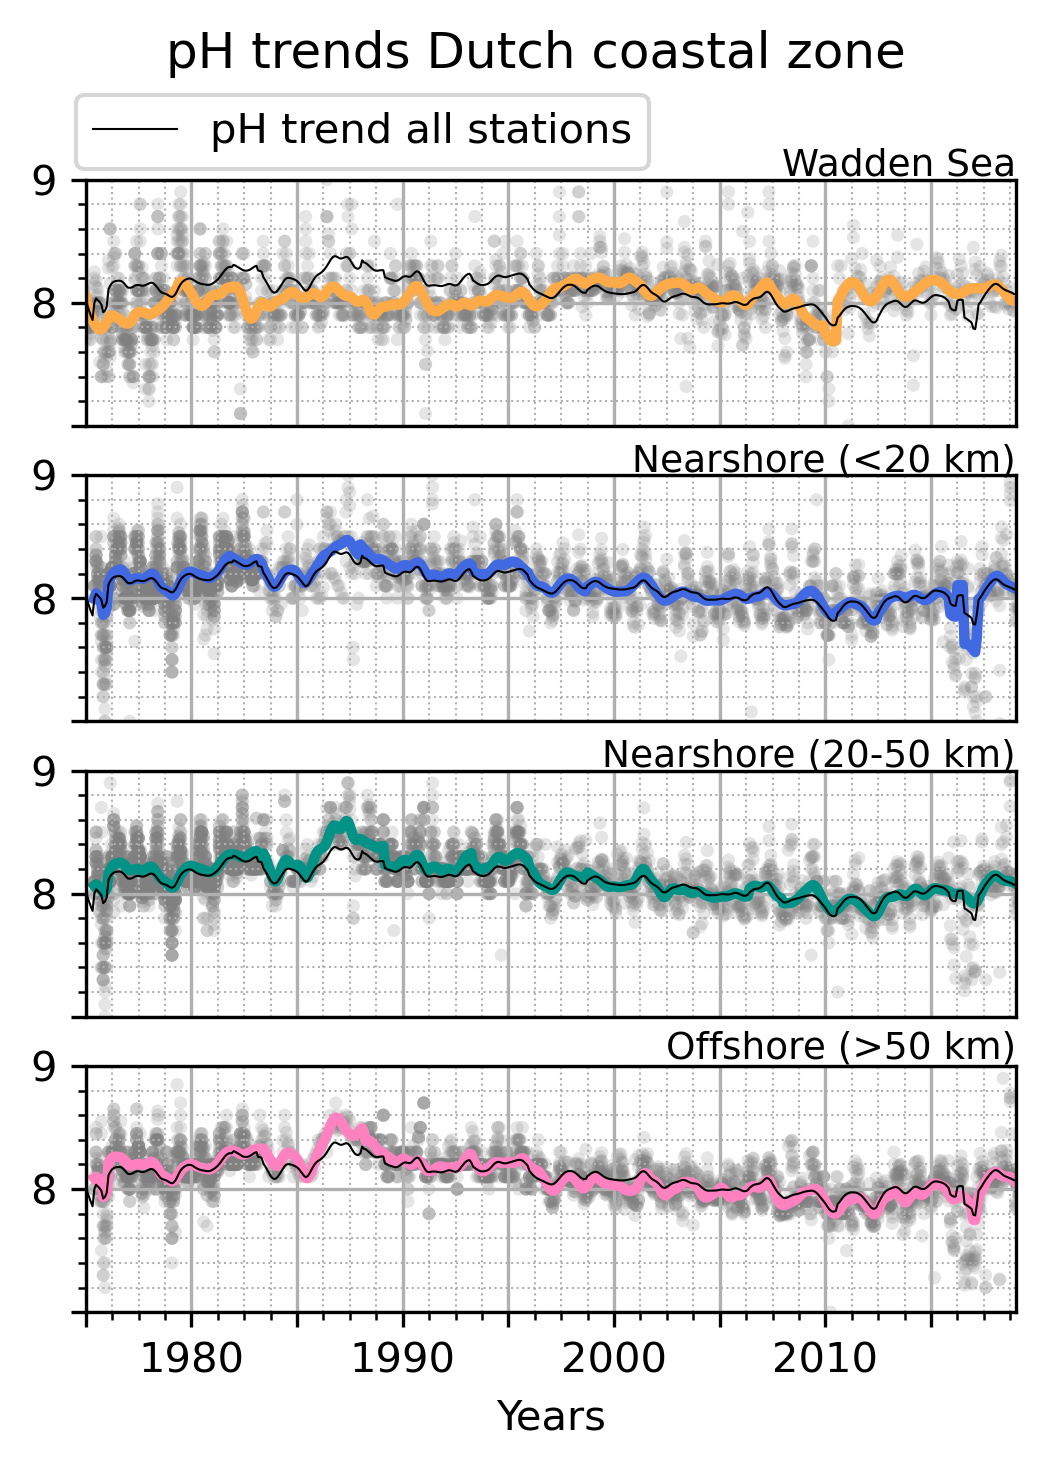 pH trends Dutch coastal zone
pH trend all stations
Wadden Sea
9
8
Nearshore (<20 km)
9
8
Nearshore (20-50 km)
9
8
Offshore (>50 km)
9
8
1980 1990 2000 2010
Years